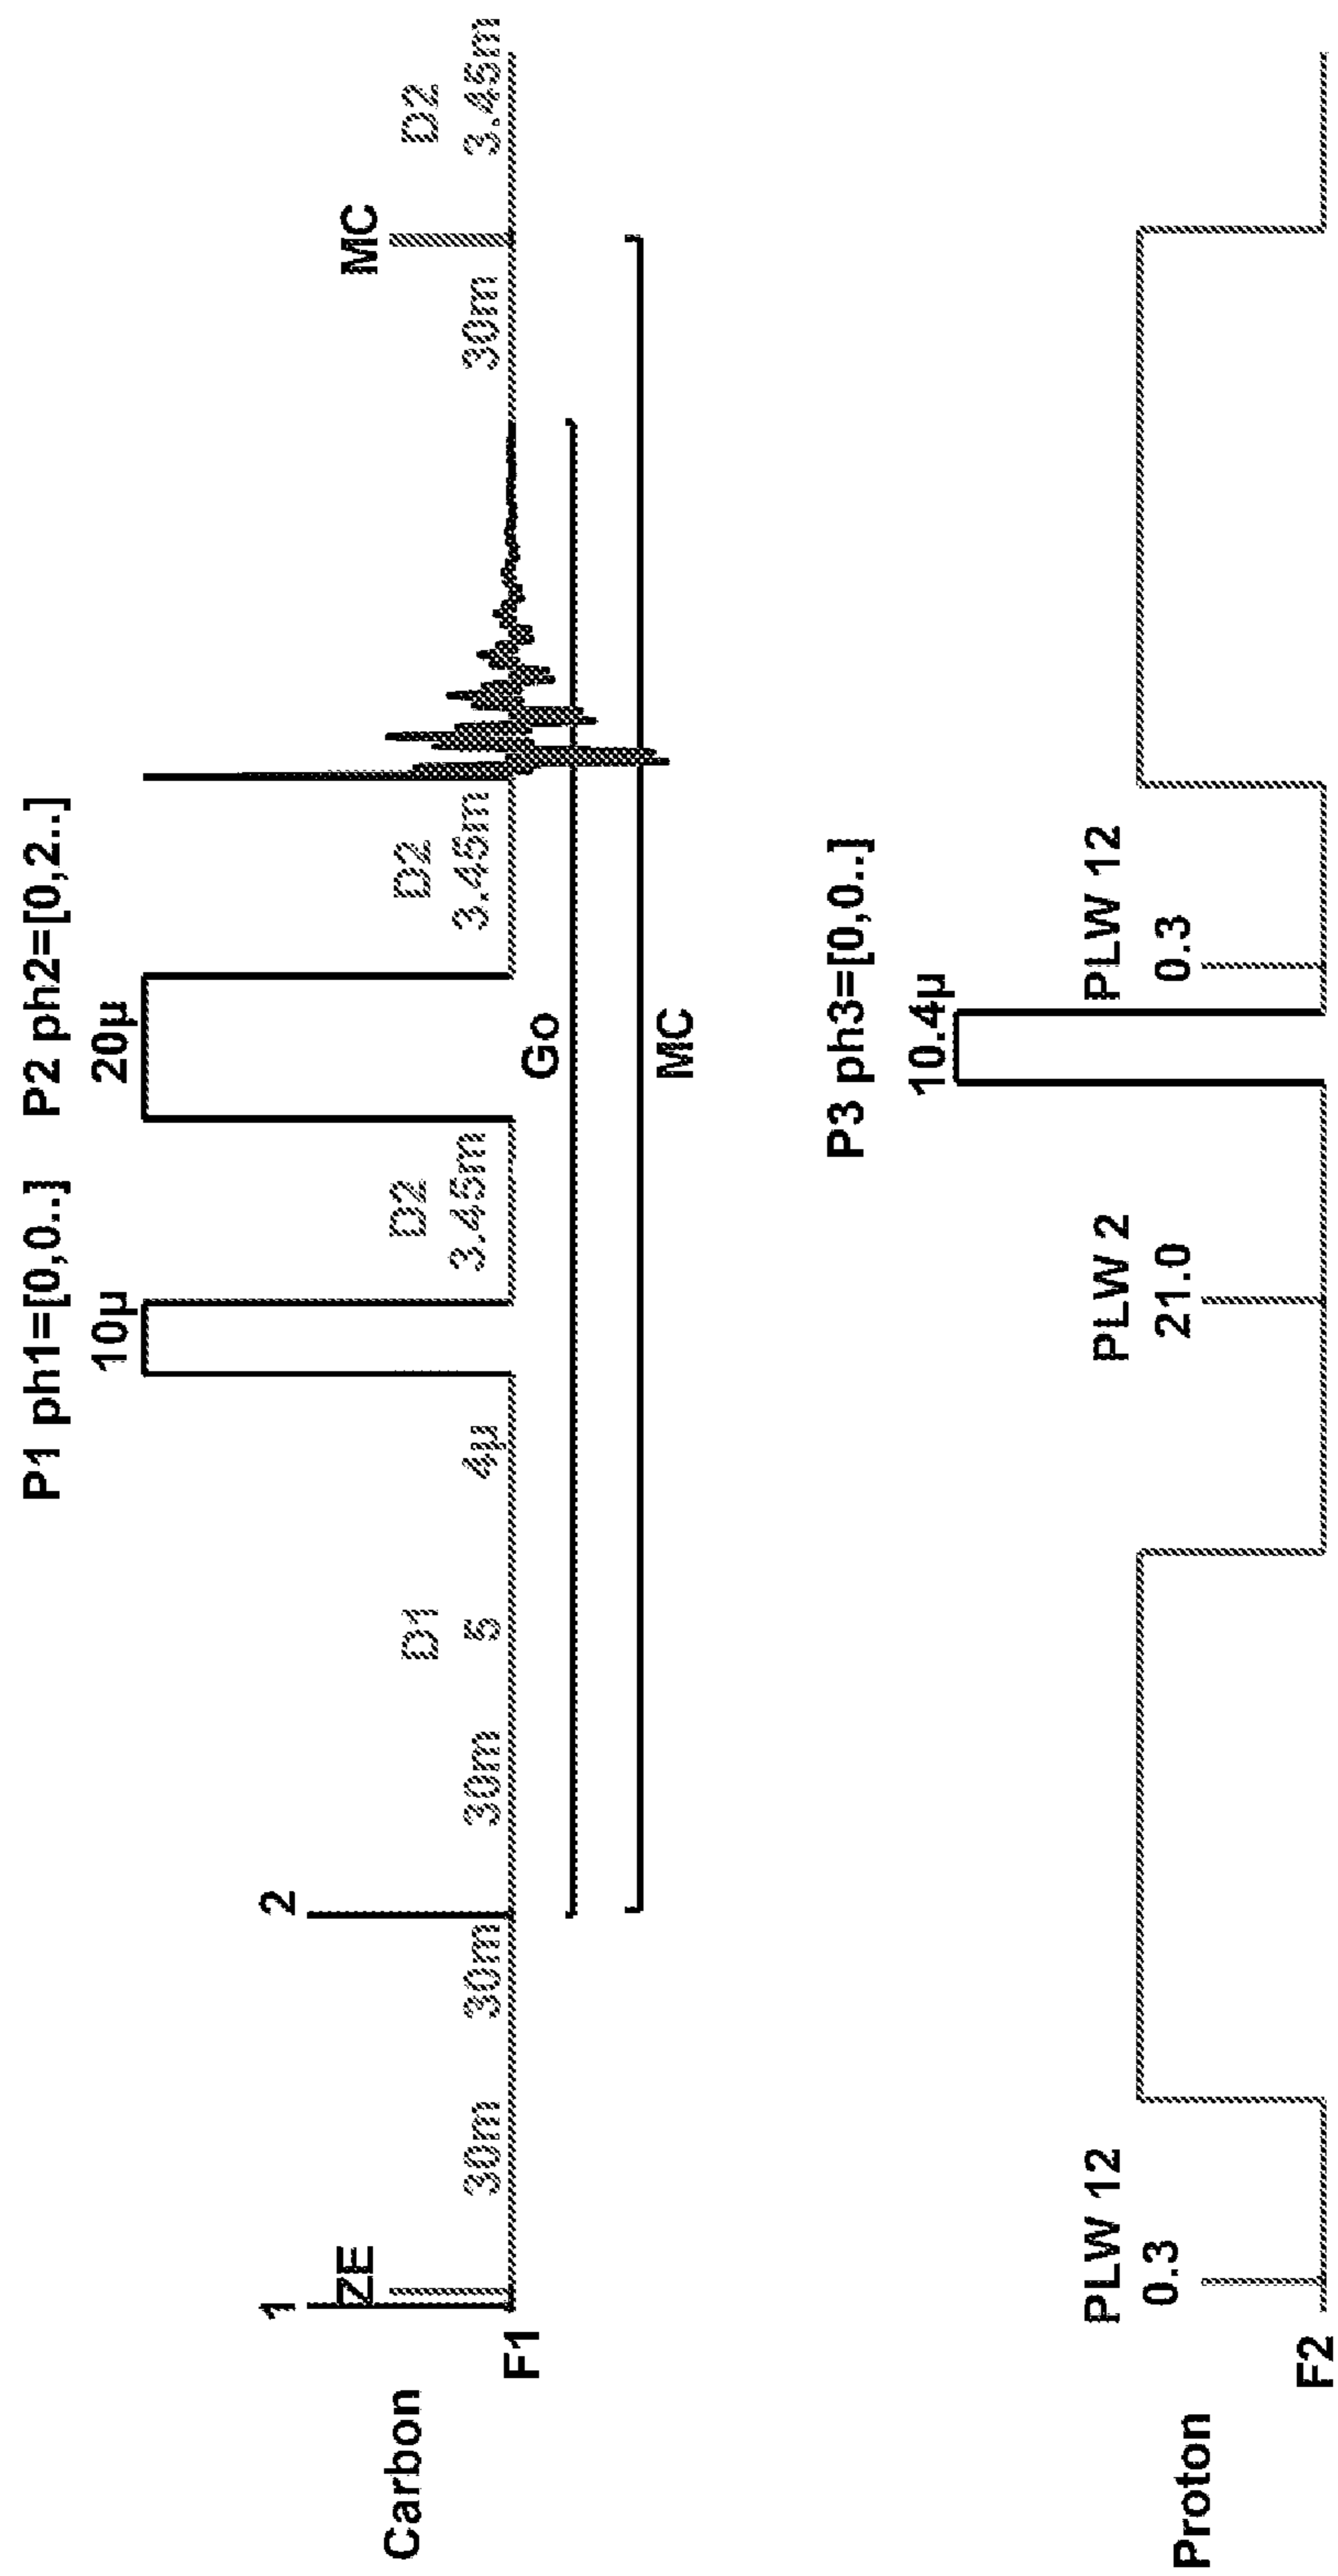 P1 ph1=[0,0..] P2 ph2=[0,2..]
10µ
20µ
1
ZE
2
MC
Carbon
D1
D2
D2
D2
30m
30m
30m
5
4µ
3.45m
3.45m
30m
3.45m
F1
Go
MC
P3 ph3=[0,0..]
10.4µ
PLW 12
0.3
PLW 2
21.0
PLW 12
0.3
Proton
F2